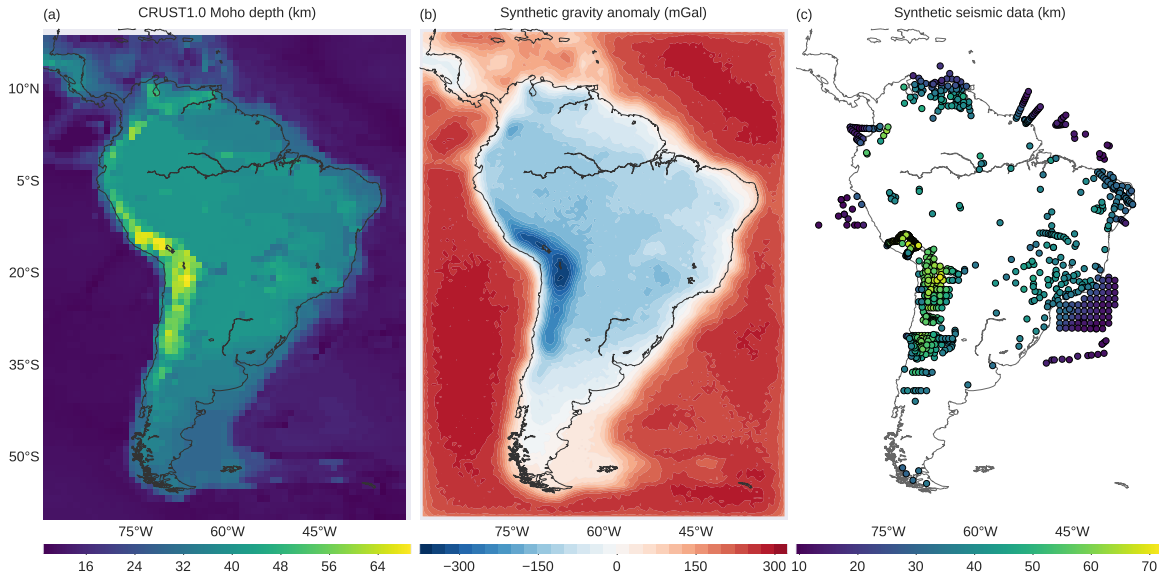 (a) CRUST1.0 Moho depth (km)
(b) Synthetic gravity anomaly (mGal)
(c) Synthetic seismic data (km)
10°N
5°S
20°S
35°S
50°S
75°W 60°W 45°W
75°W 60°W 45°W
75°W 60°W 45°W
16 24 32 40 48 56 64
−300 −150 0 150 300
10 20 30 40 50 60 70